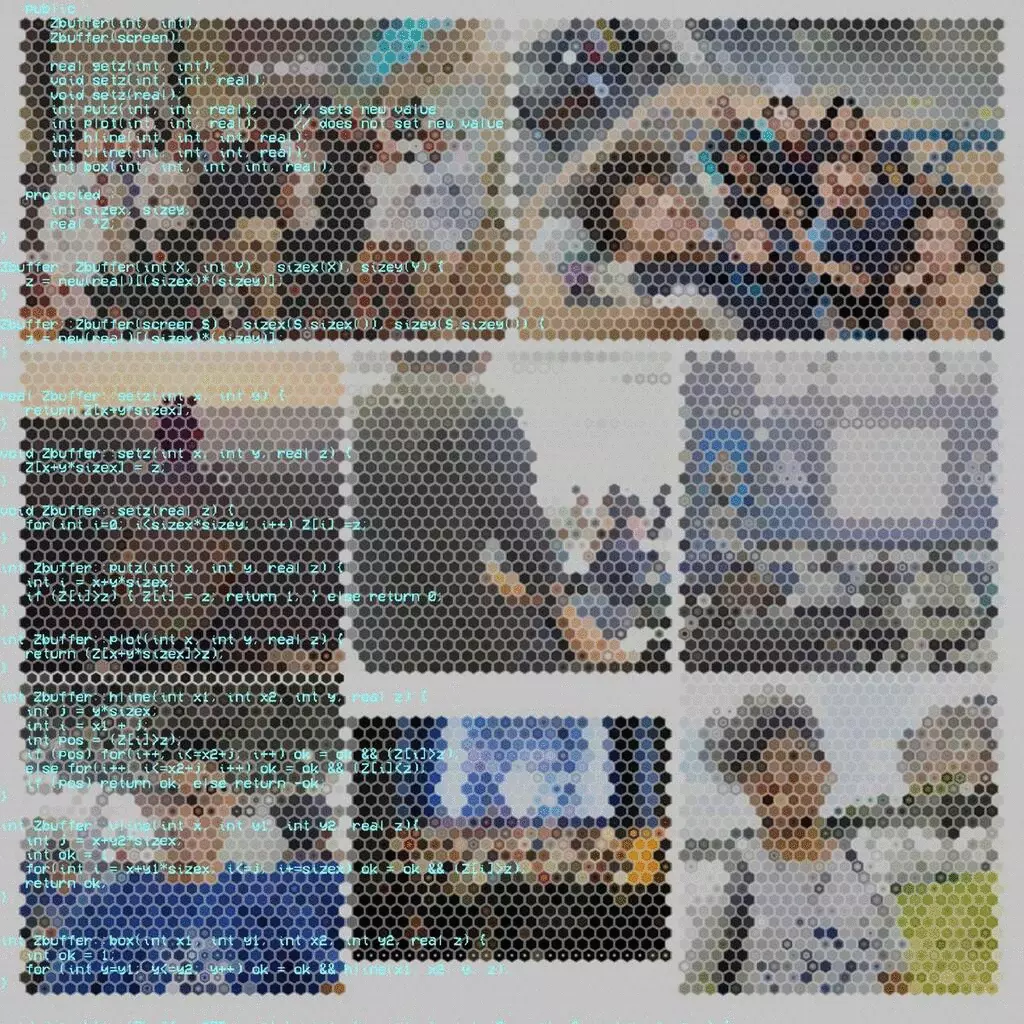 public
Zbuffer(int, int)
Zbuffer(screen);
real getz(int, int);
void setz(int, int, real);
void setz(real);
int putz(int, int, real); // sets new value
int plot(int, int, real); // does not set new value
int hline(int, int, int, real);
int vline(int, int, int, real);
int box(int, int, int, int, real);
protected
int sizex, sizey;
real *Z;
}
Zbuffer Zbuffer(int X, int Y) sizex(X), sizey(Y) {
z = new(real)[(sizex)*(sizey)];
}
Zbuffer Zbuffer(screen S) sizex(S sizex()), sizey(S sizey()) {
z = new(real)[(sizex)*(sizey)];
}
real Zbuffer::getz(int x, int y) {
return Z[x+y*sizex];
}
void Zbuffer::setz(int x, int y, real z) {
Z[x+y*sizex] = z;
}
void Zbuffer::setz(real z) {
for(int i=0; i<sizex*sizey; i++) Z[i] =z;
}
int Zbuffer::putz(int x, int y, real z) {
int i = x+y*sizex;
if (Z[i]>z) { Z[i] = z; return 1; } else return 0;
}
int Zbuffer::plot(int x, int y, real z) {
return (Z[x+y*sizex]>z);
}
int Zbuffer::hline(int x1, int x2, int y, real z) {
int j = y*sizex;
int i = x1 + j;
int pos = (Z[i]>z);
if (pos) for(i++; i<=x2+j; i++) ok = ok && (Z[i]>z);
else for(i++; i<=x2+j; i++) ok = ok && (Z[i]<z));
if (pos) return ok; else return -ok;
}
int Zbuffer::vline(int x, int y1, int y2, real z){
int j = x+y2*sizex;
int ok =
for(int i = x+y1*sizex; i<=j; i+=sizex) ok = ok && (Z[i]>z);
return ok;
}
int Zbuffer::box(int x1, int y1, int x2, int y2, real z) {
int ok = 1;
for (int y=y1; y<=y2; y++) ok = ok && hline(x1, x2, y, z);
}